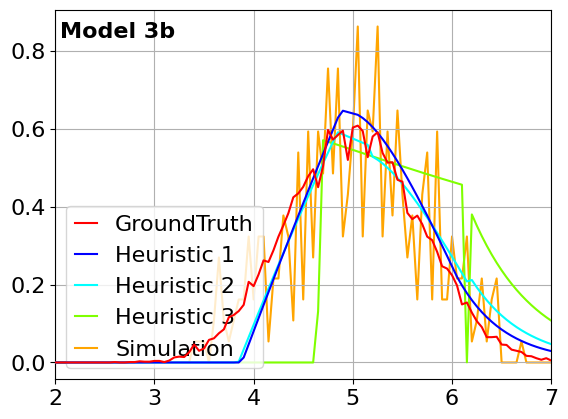 Model 3b
0.8
0.6
0.4
0.2
0.0
GroundTruth
Heuristic 1
Heuristic 2
Heuristic 3
Simulation
2 3 4 5 6 7